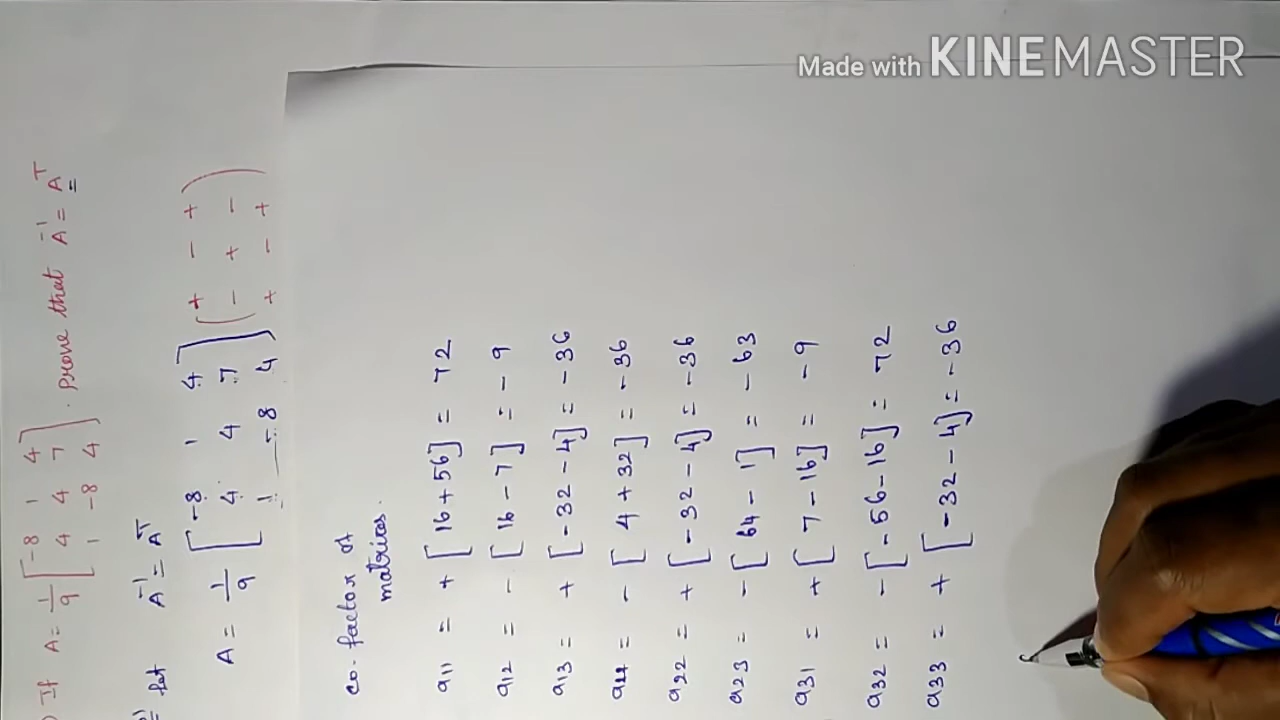 Made with KINEMASTER
) If A = 1/9 [ -8 1 4
4 4 7
1 -8 4 ] . Prove that A^-1 = A^T
let A^-1 = A^T
A = 1/9 [ -8 1 4
4 4 7
1 -8 4 ] ( + - +
- + -
+ - + )
co-factor of
matrices.
a11 = + [ 16 + 56 ] = 72
a12 = - [ 16 - 7 ] = - 9
a13 = + [ -32 - 4 ] = -36
a21 = - [ 4 + 32 ] = -36
a22 = + [ -32 - 4 ] = -36
a23 = - [ 64 - 1 ] = - 63
a31 = + [ 7 - 16 ] = - 9
a32 = - [ -56 - 16 ] = 72
a33 = + [ -32 - 4 ] = -36